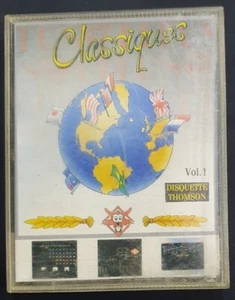 Classiques
Vol.1
DISQUETTE
THOMSON